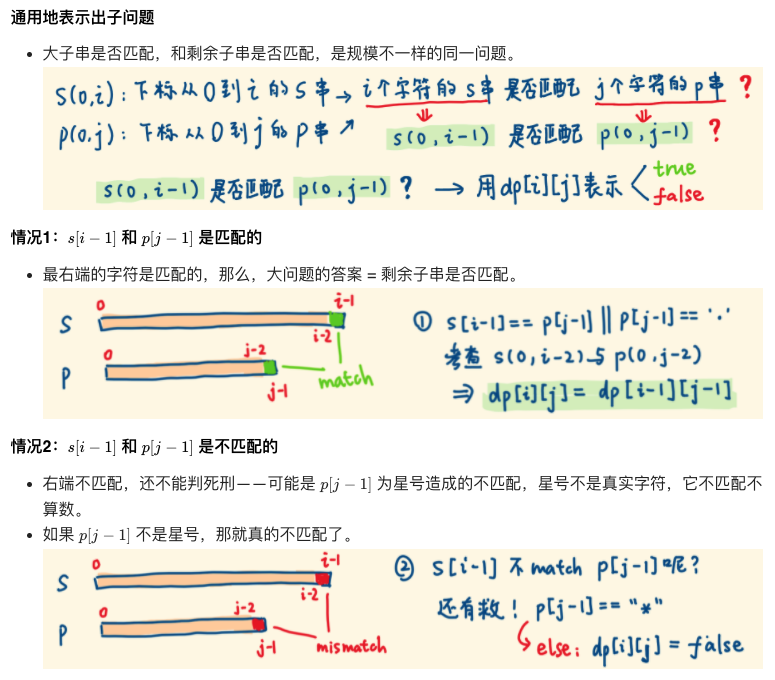 通用地表示出子问题
• 大子串是否匹配，和剩余子串是否匹配，是规模不一样的同一问题。
S(0,i)：下标从0到i的S串→ i个字符的s串 是否匹配 j个字符的p串 ？
P(0,j)：下标从0到j的P串↗ s(0,i-1) 是否匹配 p(0,j-1) ？
s(0,i-1) 是否匹配 p(0,j-1) ？ → 用dp[i][j]表示 < true
false
情况1：s[i − 1] 和 p[j − 1] 是匹配的
• 最右端的字符是匹配的，那么，大问题的答案 = 剩余子串是否匹配。
0 i-1
S
i-2
0 j-2
P
j-1
match
① s[i-1]== p[j-1] || p[j-1]== '.'
考查 s(0,i-2)与 p(0,j-2)
⇒ dp[i][j]= dp[i-1][j-1]
情况2：s[i − 1] 和 p[j − 1] 是不匹配的
• 右端不匹配，还不能判死刑——可能是 p[j − 1] 为星号造成的不匹配，星号不是真实字符，它不匹配不
算数。
• 如果 p[j − 1] 不是星号，那就真的不匹配了。
0 i-1
S
i-2
0 j-2
P
j-1
mismatch
② S[i-1] 不match P[j-1]呢？
还有救！ p[j-1]== "*"
else: dp[i][j] = false